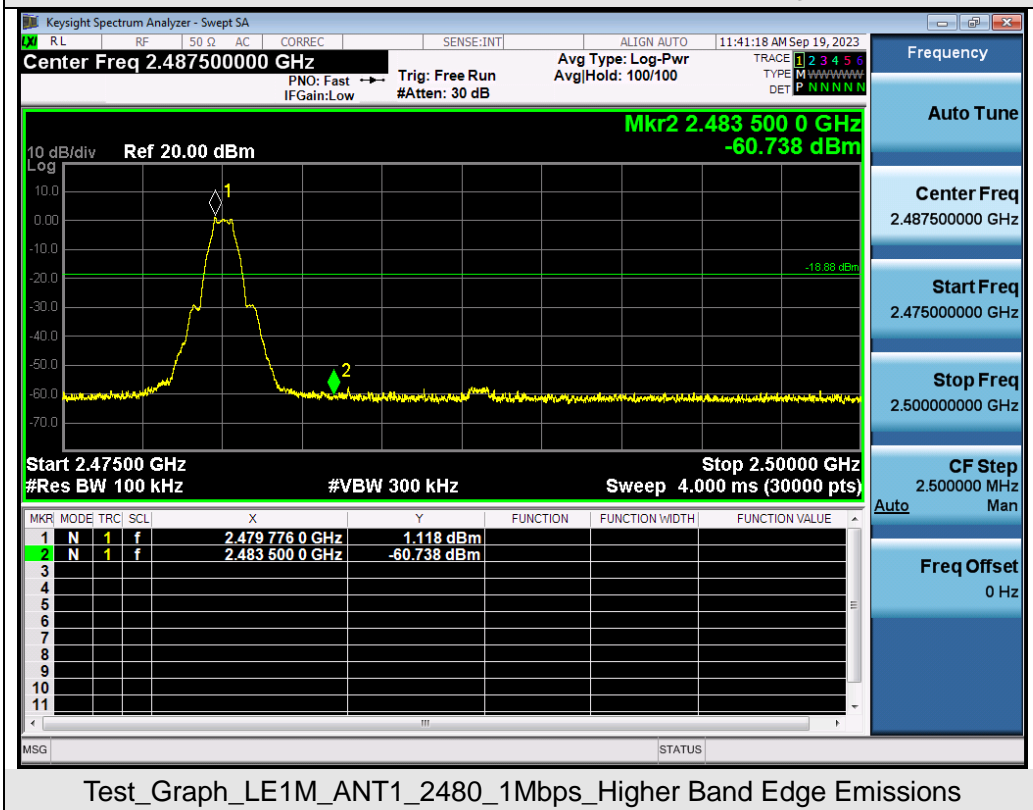 Keysight Spectrum Analyzer - Swept SA
LXI RL RF 50 Ω AC CORREC SENSE:INT ALIGN AUTO 11:41:18 AM Sep 19, 2023
Center Freq 2.487500000 GHz
PNO: Fast
IFGain:Low
Trig: Free Run
#Atten: 30 dB
Avg Type: Log-Pwr
Avg|Hold: 100/100
TRACE 1 2 3 4 5 6
TYPE M WWWWW
DET P N N N N N
Mkr2 2.483 500 0 GHz
-60.738 dBm
10 dB/div Ref 20.00 dBm
Log
10.0
0.00
-10.0
-20.0
-30.0
-40.0
-50.0
-60.0
-70.0
1
2
-18.88 dBm
Start 2.47500 GHz Stop 2.50000 GHz
#Res BW 100 kHz #VBW 300 kHz Sweep 4.000 ms (30000 pts)
MKR MODE TRC SCL X Y FUNCTION FUNCTION WIDTH FUNCTION VALUE
1 N 1 f 2.479 776 0 GHz 1.118 dBm
2 N 1 f 2.483 500 0 GHz -60.738 dBm
3
4
5
6
7
8
9
10
11
MSG STATUS
Frequency
Auto Tune
Center Freq
2.487500000 GHz
Start Freq
2.475000000 GHz
Stop Freq
2.500000000 GHz
CF Step
2.500000 MHz
Auto Man
Freq Offset
0 Hz
Test_Graph_LE1M_ANT1_2480_1Mbps_Higher Band Edge Emissions